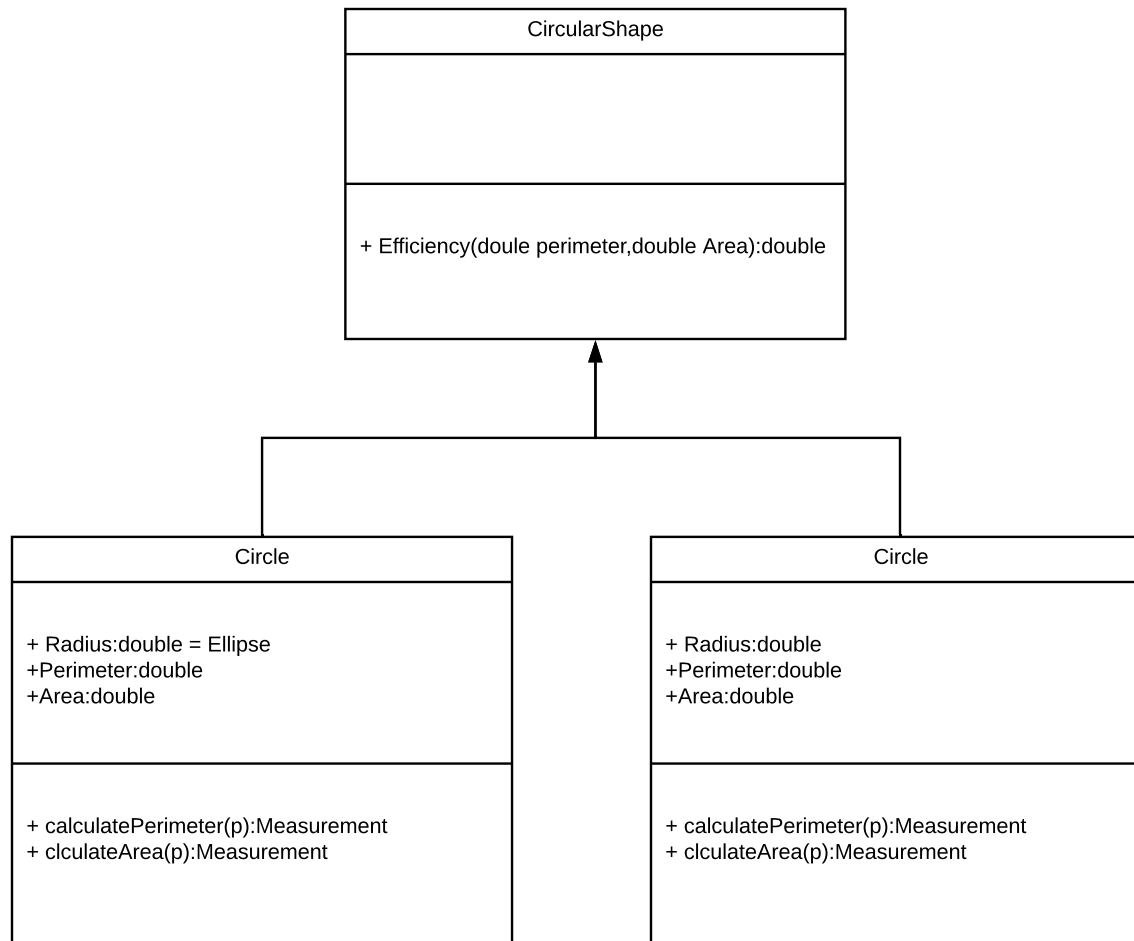 CircularShape
+ Efficiency(doule perimeter,double Area):double
Circle
+ Radius:double = Ellipse
+Perimeter:double
+Area:double
+ calculatePerimeter(p):Measurement
+ clculateArea(p):Measurement
Circle
+ Radius:double
+Perimeter:double
+Area:double
+ calculatePerimeter(p):Measurement
+ clculateArea(p):Measurement